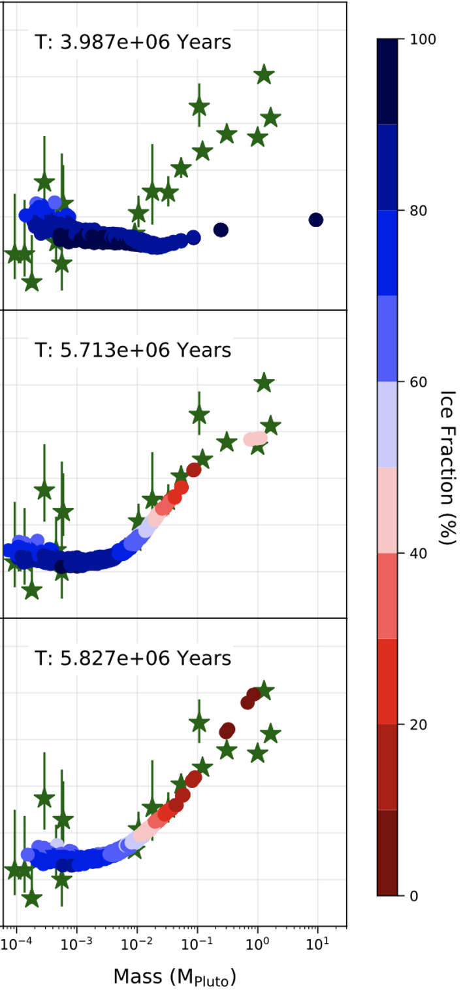 T: 3.987e+06 Years
T: 5.713e+06 Years
T: 5.827e+06 Years
10⁻⁴ 10⁻³ 10⁻² 10⁻¹ 10⁰ 10¹
Mass (M_Pluto)
100
80
60
40
20
0
Ice Fraction (%)